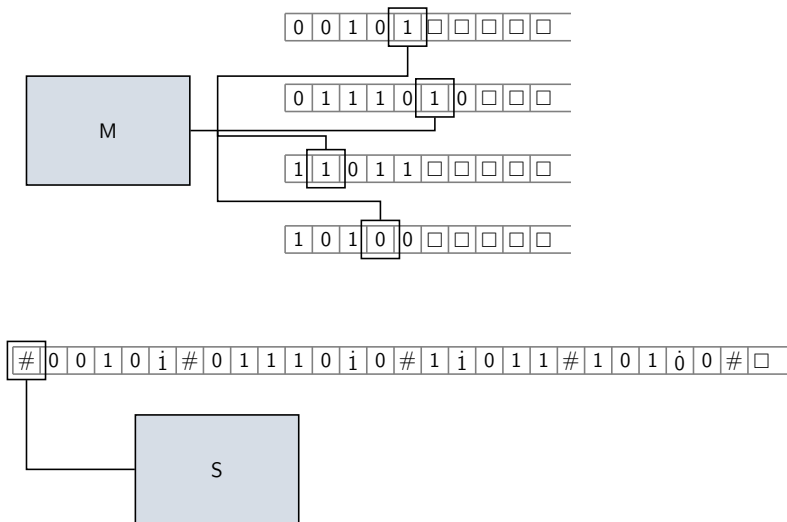 0 0 1 0 1 □ □ □ □ □
0 1 1 1 0 1 0 □ □ □
M
1 1 0 1 1 □ □ □ □ □
1 0 1 0 0 □ □ □ □ □
# 0 0 1 0 1̇ # 0 1 1 1 0 1̇ 0 # 1 1̇ 0 1 1 # 1 0 1 0̇ 0 # □
S